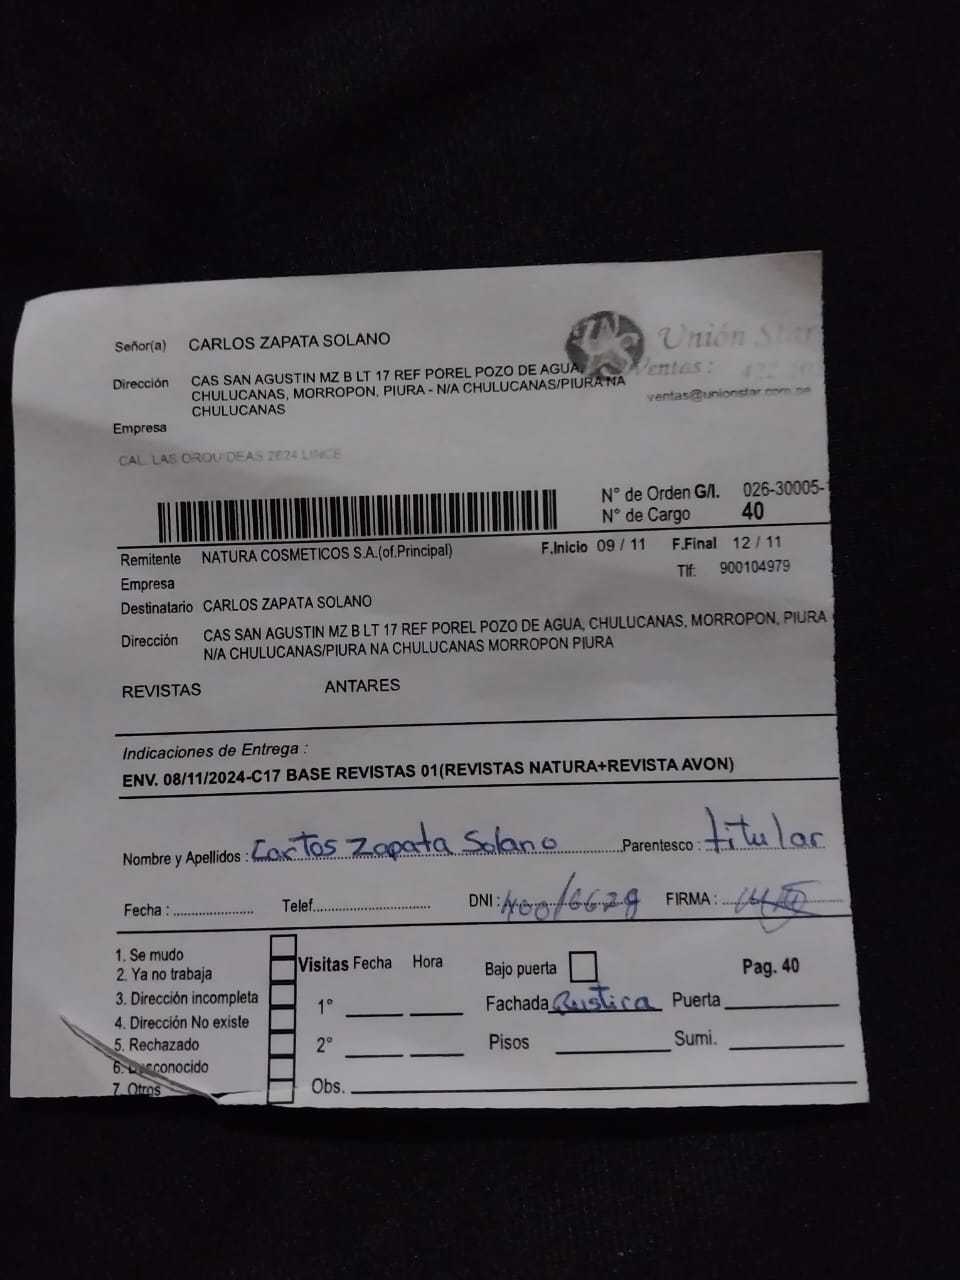 Señor(a) CARLOS ZAPATA SOLANO
Unión Star
Ventas:
ventas@unionstar.com.pe
Dirección CAS SAN AGUSTIN MZ B LT 17 REF POREL POZO DE AGUA,
CHULUCANAS, MORROPON, PIURA - N/A CHULUCANAS/PIURA NA
CHULUCANAS
Empresa
CAL. LAS ORQUIDEAS 2624 LINCE
N° de Orden G/I. 026-30005-
N° de Cargo 40
Remitente NATURA COSMETICOS S.A.(of.Principal) F.Inicio 09 / 11 F.Final 12 / 11
Empresa Tlf: 900104979
Destinatario CARLOS ZAPATA SOLANO
Dirección CAS SAN AGUSTIN MZ B LT 17 REF POREL POZO DE AGUA, CHULUCANAS, MORROPON, PIURA
N/A CHULUCANAS/PIURA NA CHULUCANAS MORROPON PIURA
REVISTAS ANTARES
Indicaciones de Entrega :
ENV. 08/11/2024-C17 BASE REVISTAS 01(REVISTAS NATURA+REVISTA AVON)
Nombre y Apellidos : Carlos Zapata Solano Parentesco : titular
Fecha : Telef. DNI : FIRMA :
1. Se mudo
2. Ya no trabaja
3. Dirección incompleta
4. Dirección No existe
5. Rechazado
6. Desconocido
7. Otros
Visitas Fecha Hora
1°
2°
Obs.
Bajo puerta Pag. 40
Fachada Rustica Puerta
Pisos Sumi.